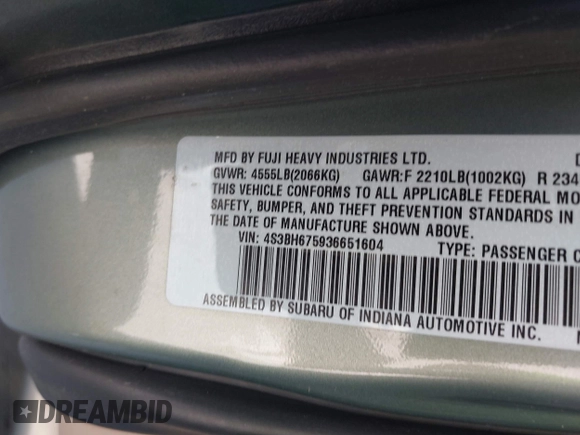 MFD BY FUJI HEAVY INDUSTRIES LTD.
GVWR: 4555LB(2066KG) GAWR:F 2210LB(1002KG) R 234
THIS VEHICLE CONFORMS TO ALL APPLICABLE FEDERAL MO
SAFETY, BUMPER, AND THEFT PREVENTION STANDARDS IN
THE DATE OF MANUFACTURE SHOWN ABOVE.
VIN: 4S3BH675936651604 TYPE: PASSENGER C
ASSEMBLED BY SUBARU OF INDIANA AUTOMOTIVE INC.
DREAMBID